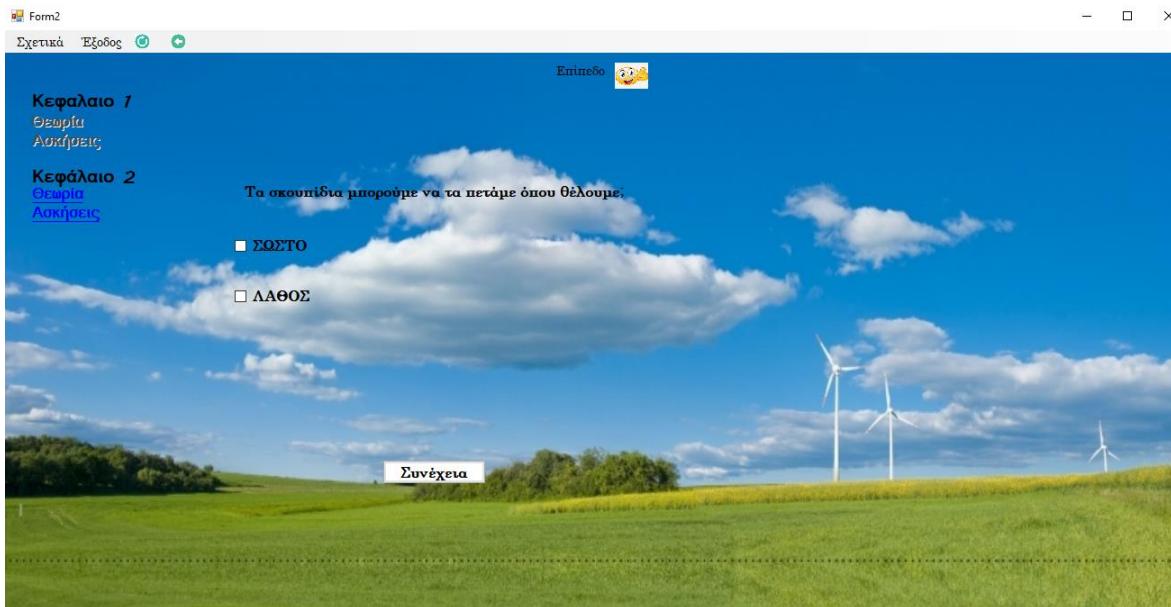 Form2
Σχετικά Έξοδος
Επίπεδο
Κεφαλαιο 1
Θεωρία
Ασκήσεις
Κεφάλαιο 2
Θεωρία
Ασκήσεις
Τα σκουπίδια μπορούμε να τα πετάμε όπου θέλουμε;
ΣΩΣΤΟ
ΛΑΘΟΣ
Συνέχεια